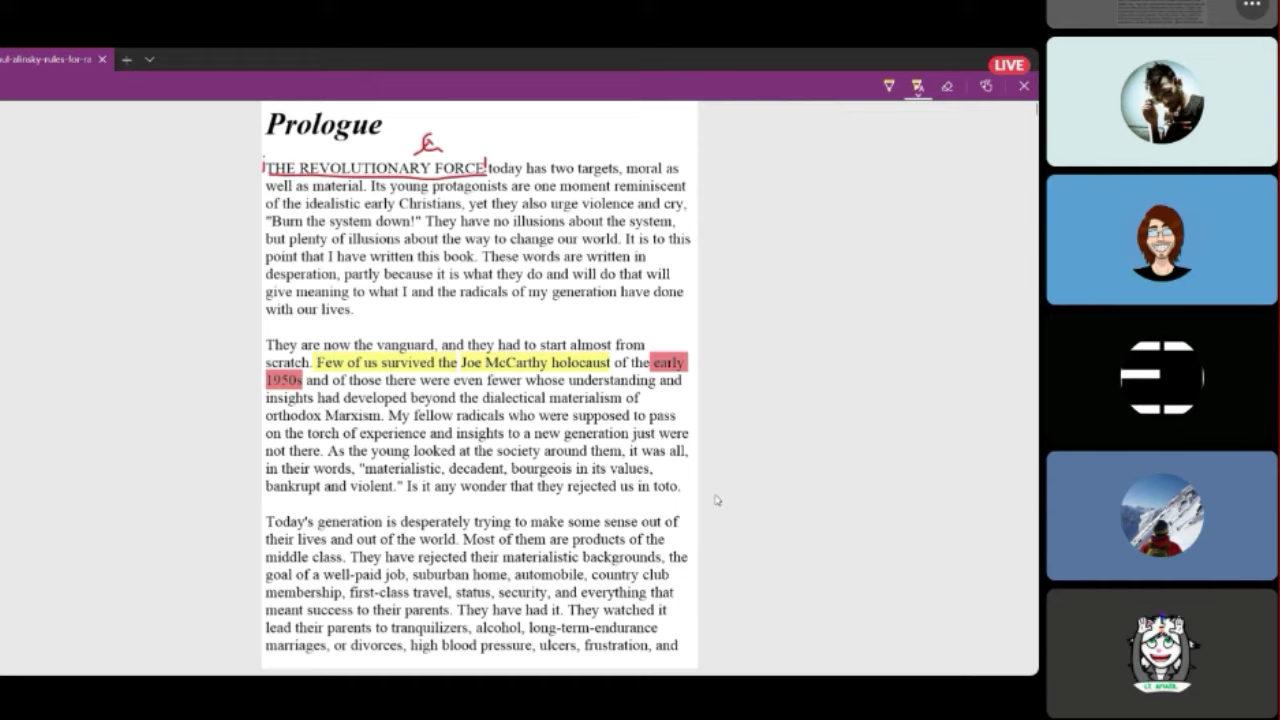 ul-alinsky-rules-for-ra
LIVE
Prologue
THE REVOLUTIONARY FORCE today has two targets, moral as
well as material. Its young protagonists are one moment reminiscent
of the idealistic early Christians, yet they also urge violence and cry,
"Burn the system down!" They have no illusions about the system,
but plenty of illusions about the way to change our world. It is to this
point that I have written this book. These words are written in
desperation, partly because it is what they do and will do that will
give meaning to what I and the radicals of my generation have done
with our lives.
They are now the vanguard, and they had to start almost from
scratch. Few of us survived the Joe McCarthy holocaust of the early
1950s and of those there were even fewer whose understanding and
insights had developed beyond the dialectical materialism of
orthodox Marxism. My fellow radicals who were supposed to pass
on the torch of experience and insights to a new generation just were
not there. As the young looked at the society around them, it was all,
in their words, "materialistic, decadent, bourgeois in its values,
bankrupt and violent." Is it any wonder that they rejected us in toto.
Today's generation is desperately trying to make some sense out of
their lives and out of the world. Most of them are products of the
middle class. They have rejected their materialistic backgrounds, the
goal of a well-paid job, suburban home, automobile, country club
membership, first-class travel, status, security, and everything that
meant success to their parents. They have had it. They watched it
lead their parents to tranquilizers, alcohol, long-term-endurance
marriages, or divorces, high blood pressure, ulcers, frustration, and